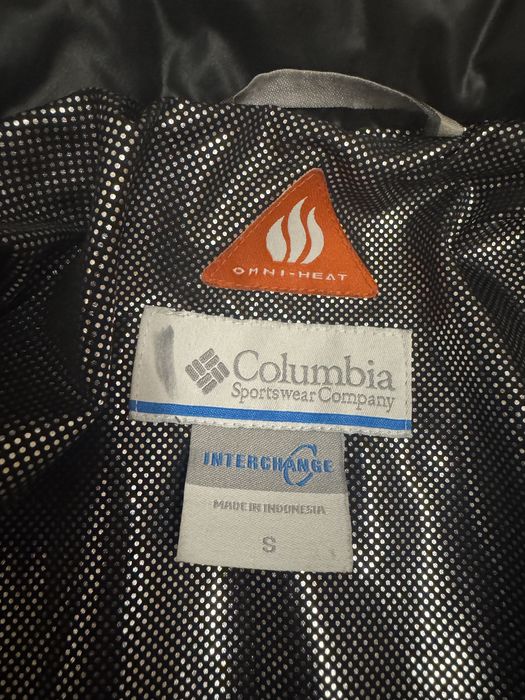 OMNI-HEAT
Columbia
Sportswear Company
INTERCHANGE
MADE IN INDONESIA
S